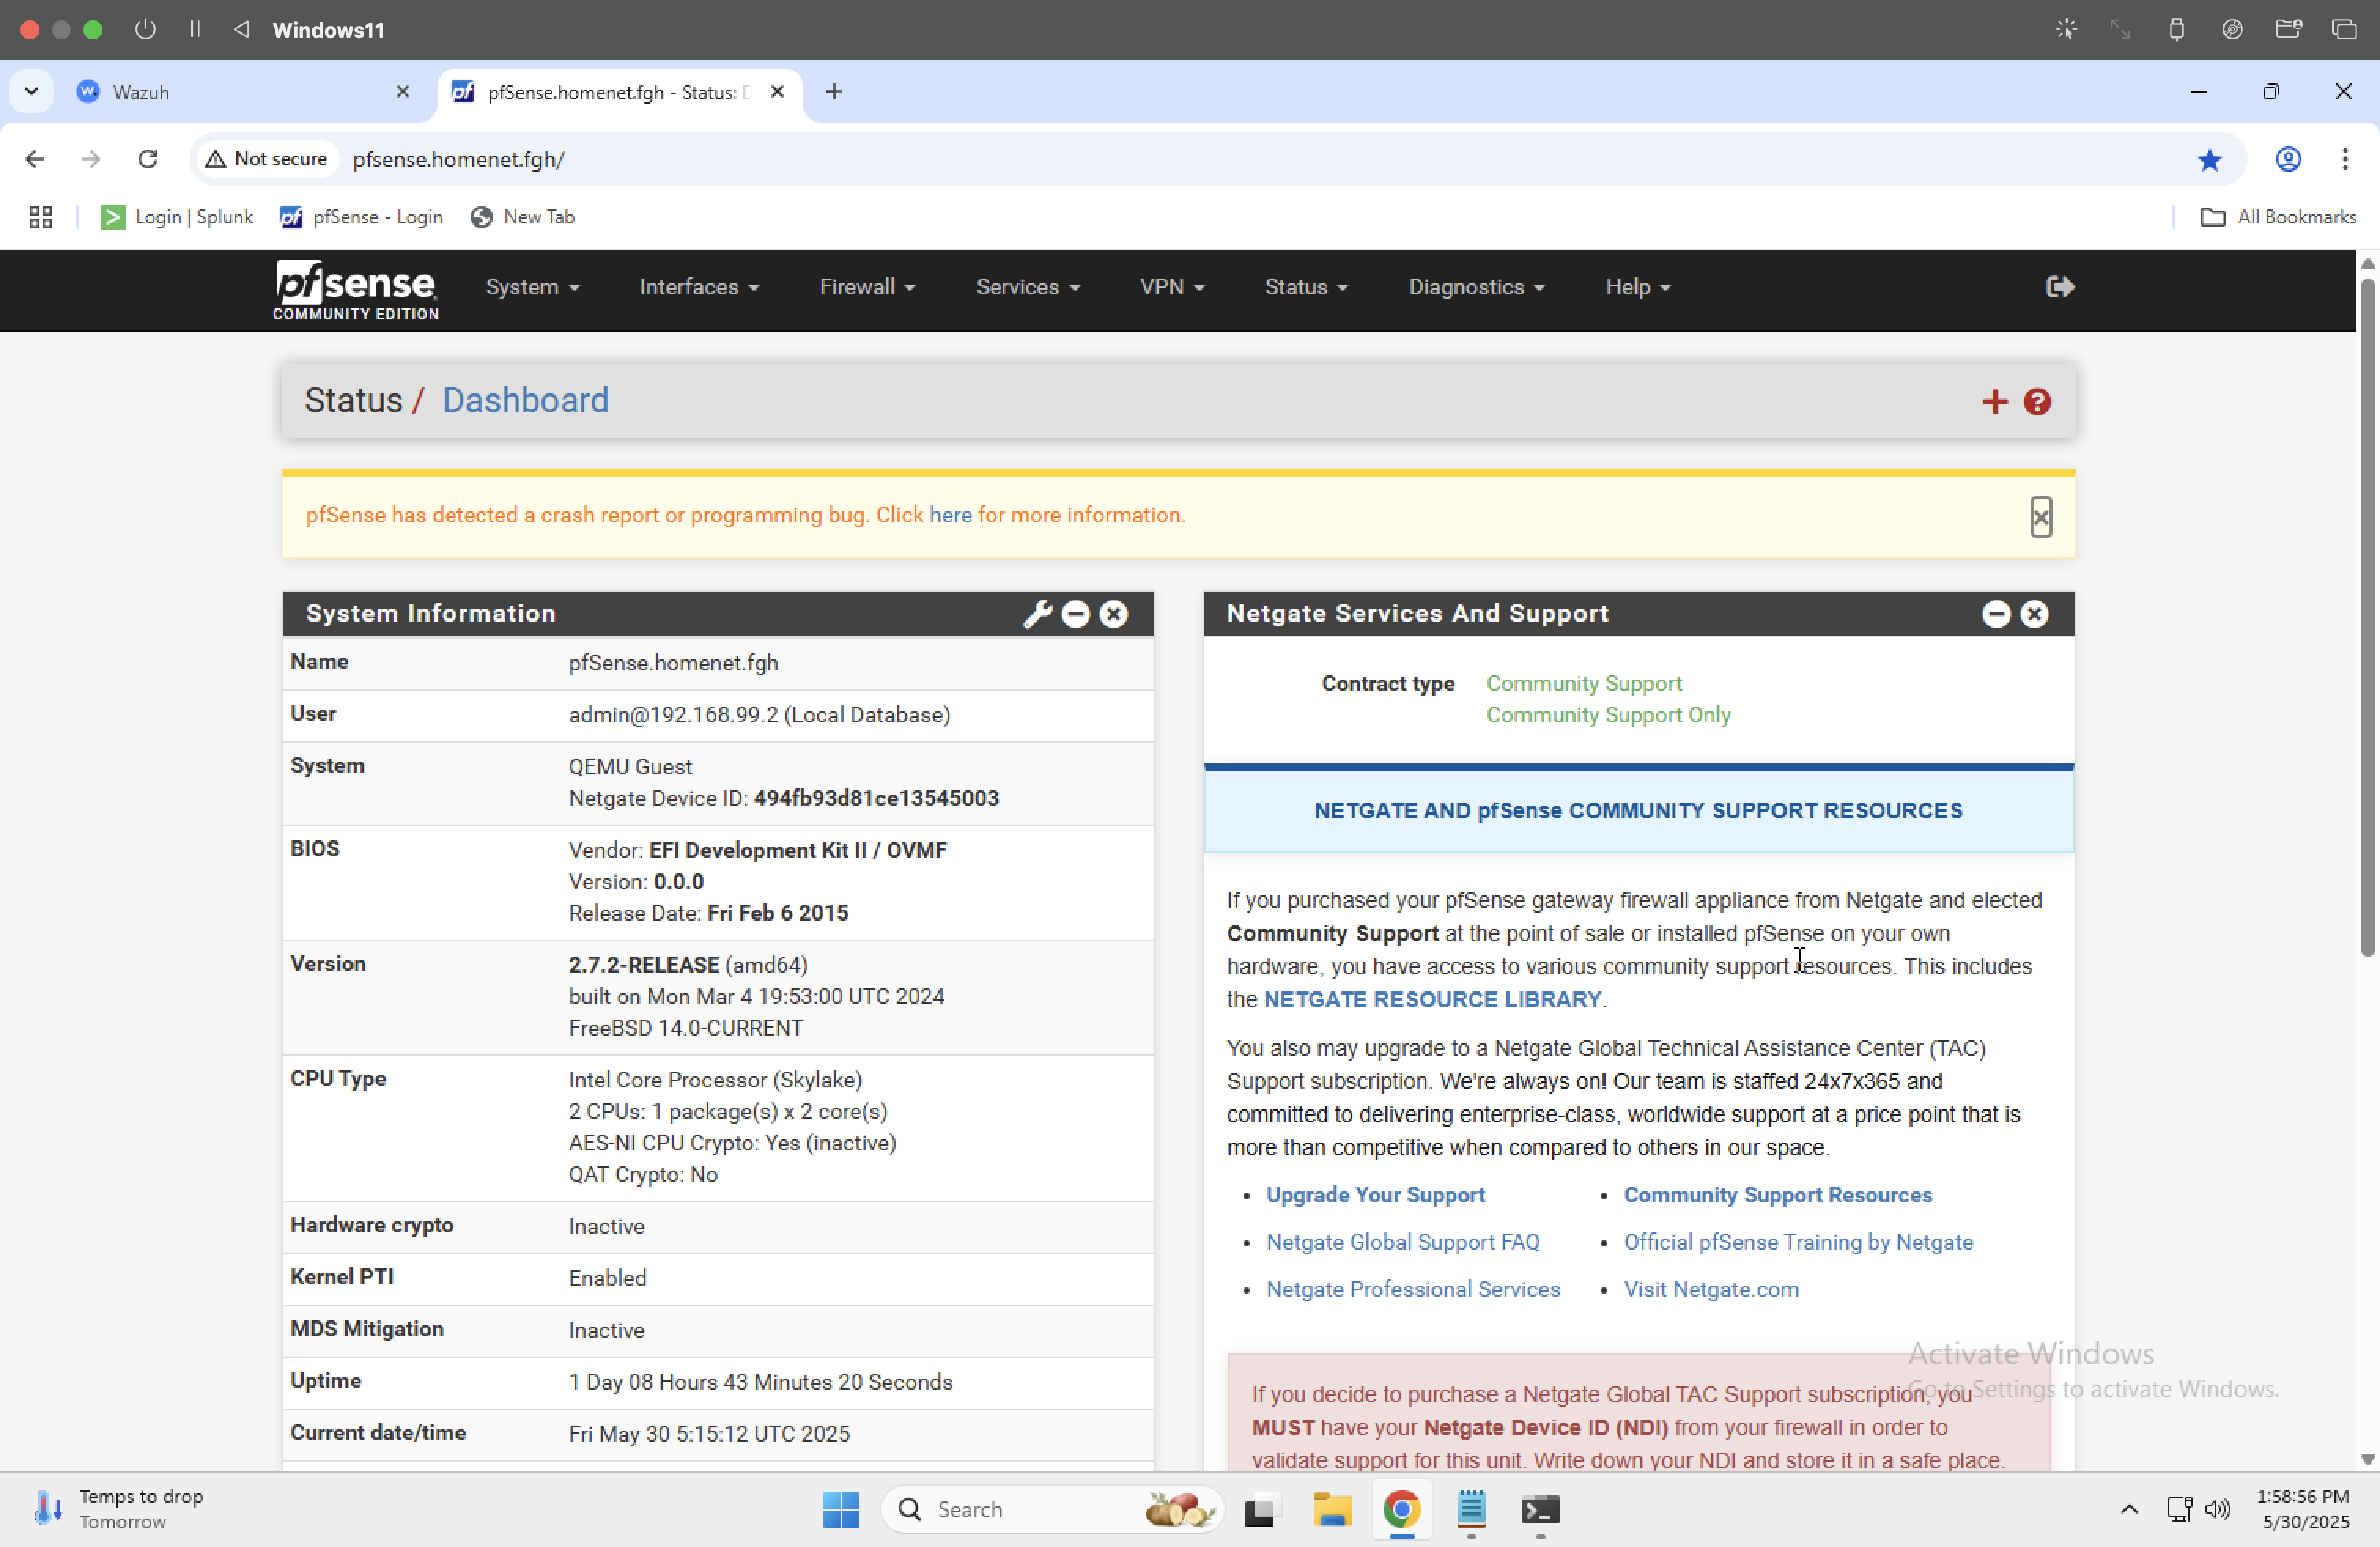 Windows11
Wazuh
pfSense.homenet.fgh - Status: D
Not secure pfsense.homenet.fgh/
Login | Splunk pfSense - Login New Tab All Bookmarks
pfsense
COMMUNITY EDITION
System Interfaces Firewall Services VPN Status Diagnostics Help
Status / Dashboard
pfSense has detected a crash report or programming bug. Click here for more information.
System Information
Name pfSense.homenet.fgh
User admin@192.168.99.2 (Local Database)
System QEMU Guest
Netgate Device ID: 494fb93d81ce13545003
BIOS Vendor: EFI Development Kit II / OVMF
Version: 0.0.0
Release Date: Fri Feb 6 2015
Version 2.7.2-RELEASE (amd64)
built on Mon Mar 4 19:53:00 UTC 2024
FreeBSD 14.0-CURRENT
CPU Type Intel Core Processor (Skylake)
2 CPUs: 1 package(s) x 2 core(s)
AES-NI CPU Crypto: Yes (inactive)
QAT Crypto: No
Hardware crypto Inactive
Kernel PTI Enabled
MDS Mitigation Inactive
Uptime 1 Day 08 Hours 43 Minutes 20 Seconds
Current date/time Fri May 30 5:15:12 UTC 2025
Netgate Services And Support
Contract type Community Support
Community Support Only
NETGATE AND pfSense COMMUNITY SUPPORT RESOURCES
If you purchased your pfSense gateway firewall appliance from Netgate and elected
Community Support at the point of sale or installed pfSense on your own
hardware, you have access to various community support resources. This includes
the NETGATE RESOURCE LIBRARY.
You also may upgrade to a Netgate Global Technical Assistance Center (TAC)
Support subscription. We're always on! Our team is staffed 24x7x365 and
committed to delivering enterprise-class, worldwide support at a price point that is
more than competitive when compared to others in our space.
Upgrade Your Support Community Support Resources
Netgate Global Support FAQ Official pfSense Training by Netgate
Netgate Professional Services Visit Netgate.com
If you decide to purchase a Netgate Global TAC Support subscription, you
MUST have your Netgate Device ID (NDI) from your firewall in order to
validate support for this unit. Write down your NDI and store it in a safe place.
Activate Windows
Go to Settings to activate Windows.
Temps to drop
Tomorrow
Search
1:58:56 PM
5/30/2025